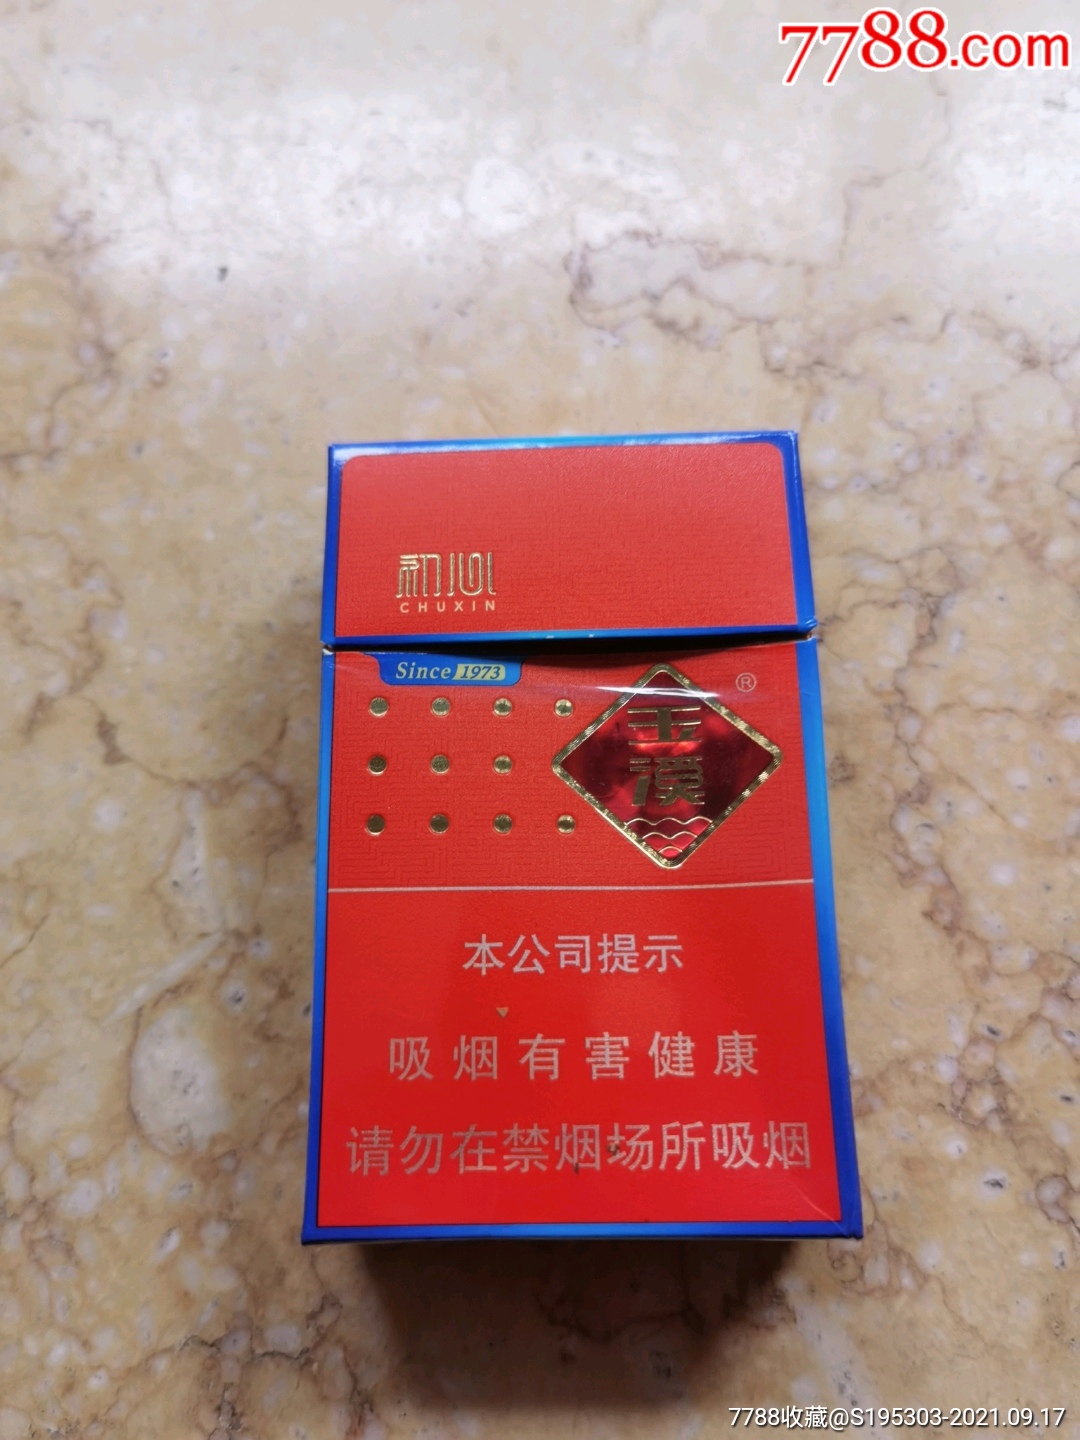 7788.com
初心
CHUXIN
Since 1973
®
玉
溪
本公司提示
吸烟有害健康
请勿在禁烟场所吸烟
7788收藏@S195303-2021.09.17